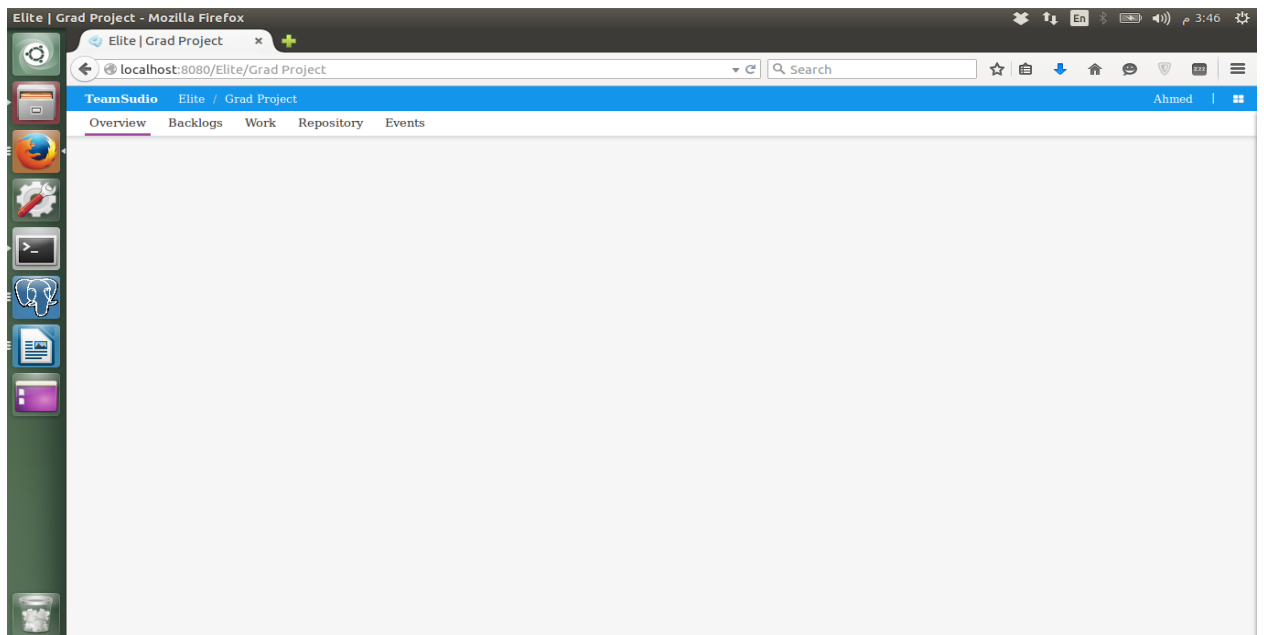 Elite | Grad Project - Mozilla Firefox
En
م 3:46
Elite | Grad Project
localhost:8080/Elite/Grad Project
Search
TeamSudio Elite / Grad Project Ahmed |
Overview Backlogs Work Repository Events